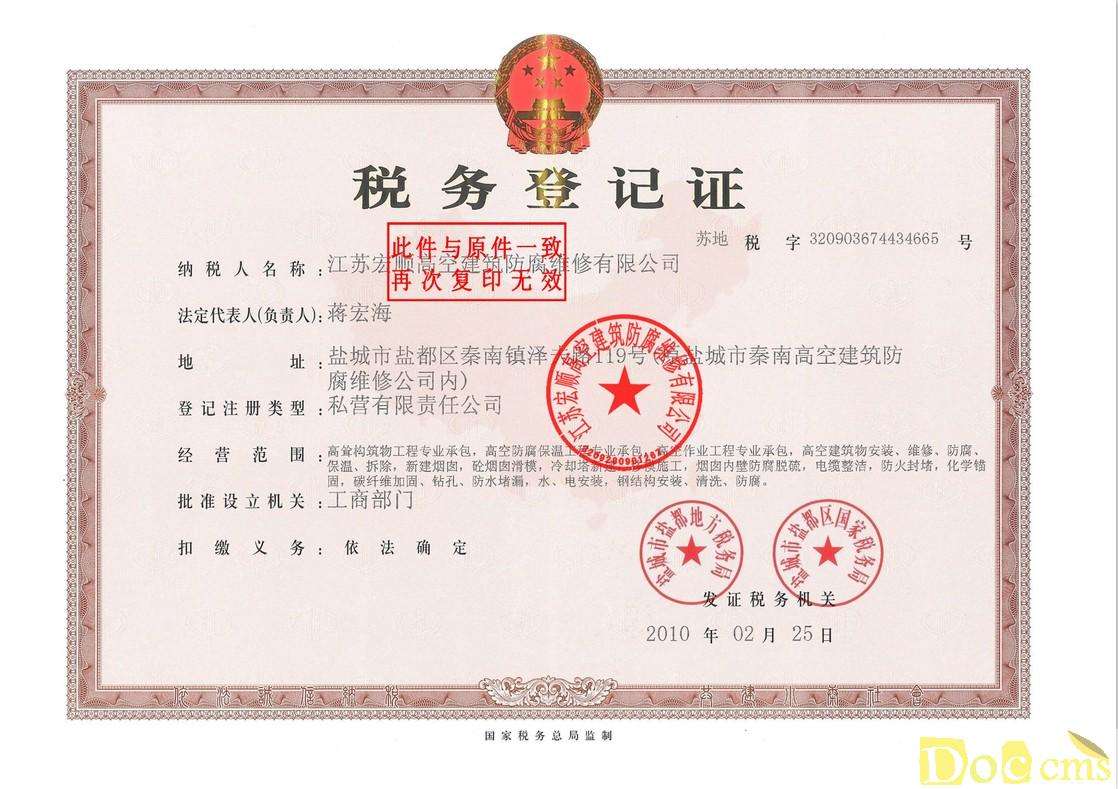 税务登记证
苏地 税 字 320903674434665 号
此件与原件一致
再次复印无效
纳税人名称：江苏宏顺高空建筑防腐维修有限公司
法定代表人(负责人)：蒋宏海
地 址：盐城市盐都区秦南镇泽 路119号( 盐城市秦南高空建筑防
腐维修公司内)
登记注册类型：私营有限责任公司
经营范围：高耸构筑物工程专业承包，高空防腐保温工程专业承包，高空作业工程专业承包，高空建筑物安装、维修、防腐、
保温、拆除，新建烟囱，砼烟囱滑模，冷却塔新建、 施工，烟囱内壁防腐脱硫，电缆整洁，防火封堵，化学锚
固，碳纤维加固、钻孔、防水堵漏，水、电安装，钢结构安装、清洗、防腐。
批准设立机关：工商部门
扣缴义务：依法确定
江苏宏顺高空建筑防腐维修有限公司
盐城市盐都地方税务局
盐城市盐都区国家税务局
发证税务机关
2010 年 02 月 25 日
依法诚信纳税
共建小康社会
国家税务总局监制
Doccms